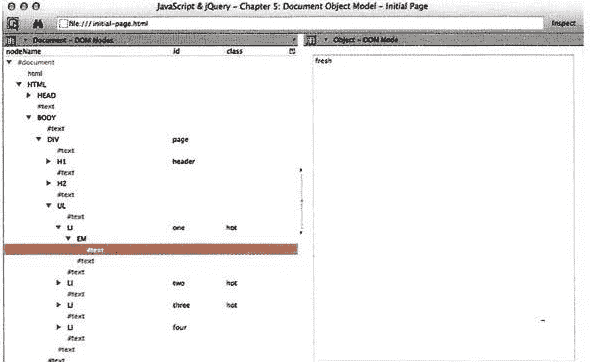 JavaScript & jQuery – Chapter 5: Document Object Model – Initial Page
file:///initial-page.html Inspect
Document – DOM Nodes
Object – DOM Node
nodeName id class
fresh
#document
html
HTML
HEAD
#text
BODY
#text
DIV page
#text
H1 header
#text
H2
#text
UL
#text
LI one hot
EM
#text
#text
#text
LI two hot
#text
LI three hot
#text
LI four
#text
#text
#text